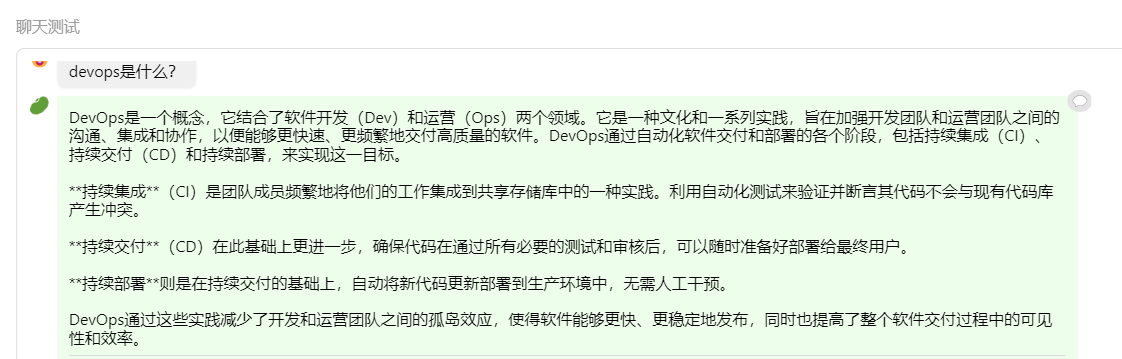 聊天测试
devops是什么?
DevOps是一个概念，它结合了软件开发（Dev）和运营（Ops）两个领域。它是一种文化和一系列实践，旨在加强开发团队和运营团队之间的
沟通、集成和协作，以便能够更快速、更频繁地交付高质量的软件。DevOps通过自动化软件交付和部署的各个阶段，包括持续集成（CI）、
持续交付（CD）和持续部署，来实现这一目标。
**持续集成**（CI）是团队成员频繁地将他们的工作集成到共享存储库中的一种实践。利用自动化测试来验证并断言其代码不会与现有代码库
产生冲突。
**持续交付**（CD）在此基础上更进一步，确保代码在通过所有必要的测试和审核后，可以随时准备好部署给最终用户。
**持续部署**则是在持续交付的基础上，自动将新代码更新部署到生产环境中，无需人工干预。
DevOps通过这些实践减少了开发和运营团队之间的孤岛效应，使得软件能够更快、更稳定地发布，同时也提高了整个软件交付过程中的可见
性和效率。